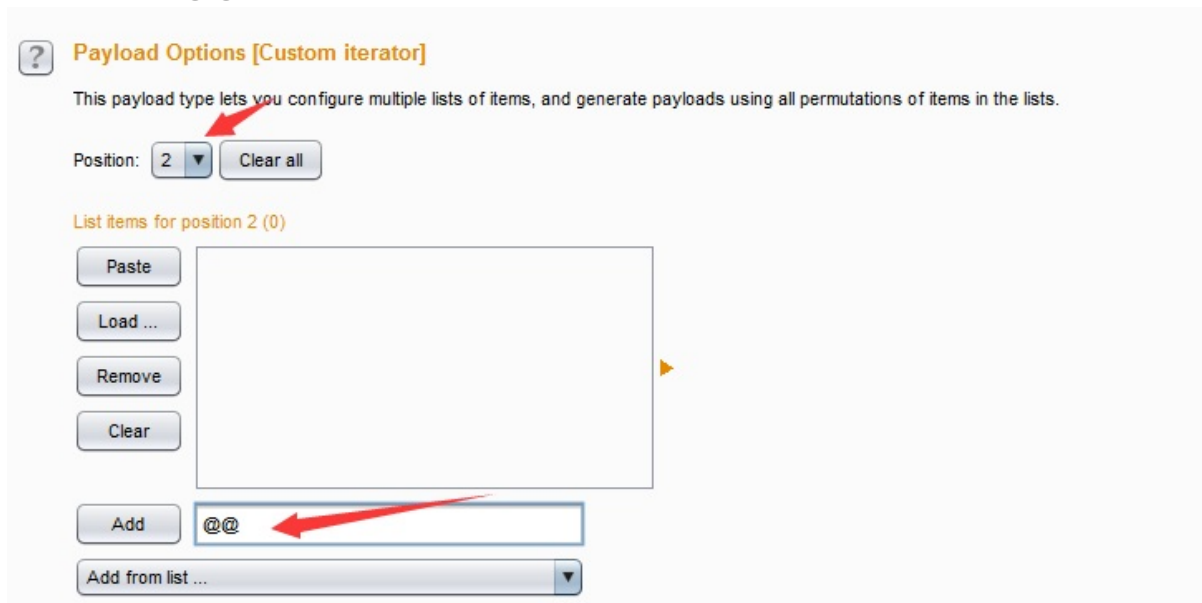 ? Payload Options [Custom iterator]
This payload type lets you configure multiple lists of items, and generate payloads using all permutations of items in the lists.
Position: 2 Clear all
List items for position 2 (0)
Paste
Load ...
Remove
Clear
Add @@
Add from list ...